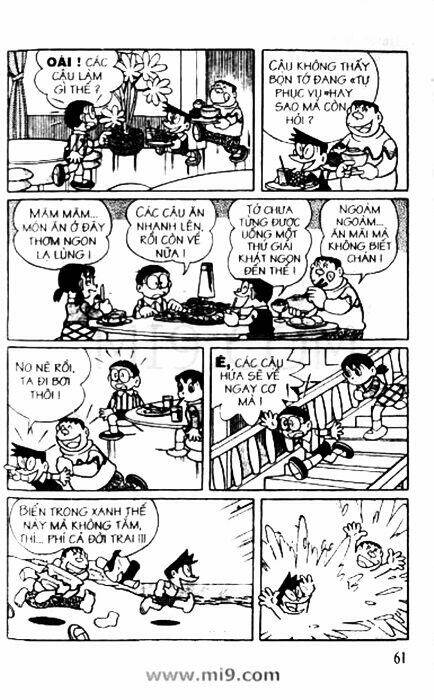 OÁI ! CÁC
CẬU LÀM
GÌ THẾ ?
CẬU KHÔNG THẤY
BỌN TỚ ĐANG «TỰ
PHỤC VỤ» HAY
SAO MÀ CÒN
HỎI ?
MĂM MĂM...
MÓN ĂN Ở ĐÂY
THƠM NGON
LẠ LÙNG !
CÁC CẬU ĂN
NHANH LÊN,
RỒI CÒN VỀ
NỮA !
TỚ CHƯA
TỪNG ĐƯỢC
UỐNG MỘT
THỨ GIẢI
KHÁT NGON
ĐẾN THẾ !
NGOÀM
NGOÀM...
ĂN MÃI MÀ
KHÔNG BIẾT
CHÁN !
NO NÊ RỒI,
TA ĐI BƠI
THÔI !
Ê, CÁC CẬU
HỨA SẼ VỀ
NGAY CƠ
MÀ !
BIỂN TRONG XANH THẾ
NÀY MÀ KHÔNG TẮM,
THÌ... PHÍ CẢ ĐỜI TRAI !!!
61
www.mi9.com